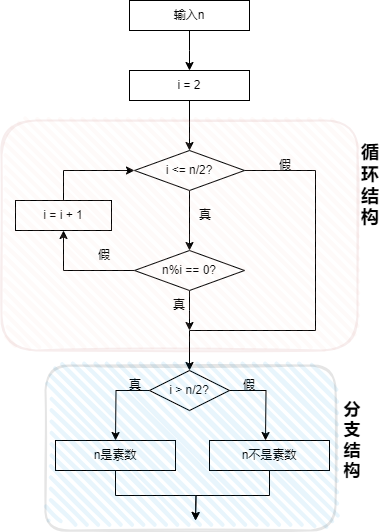 输入n
i = 2
循环结构
i <= n/2?
假
i = i + 1
真
假
n%i == 0?
真
i > n/2?
真
假
分支结构
n是素数
n不是素数